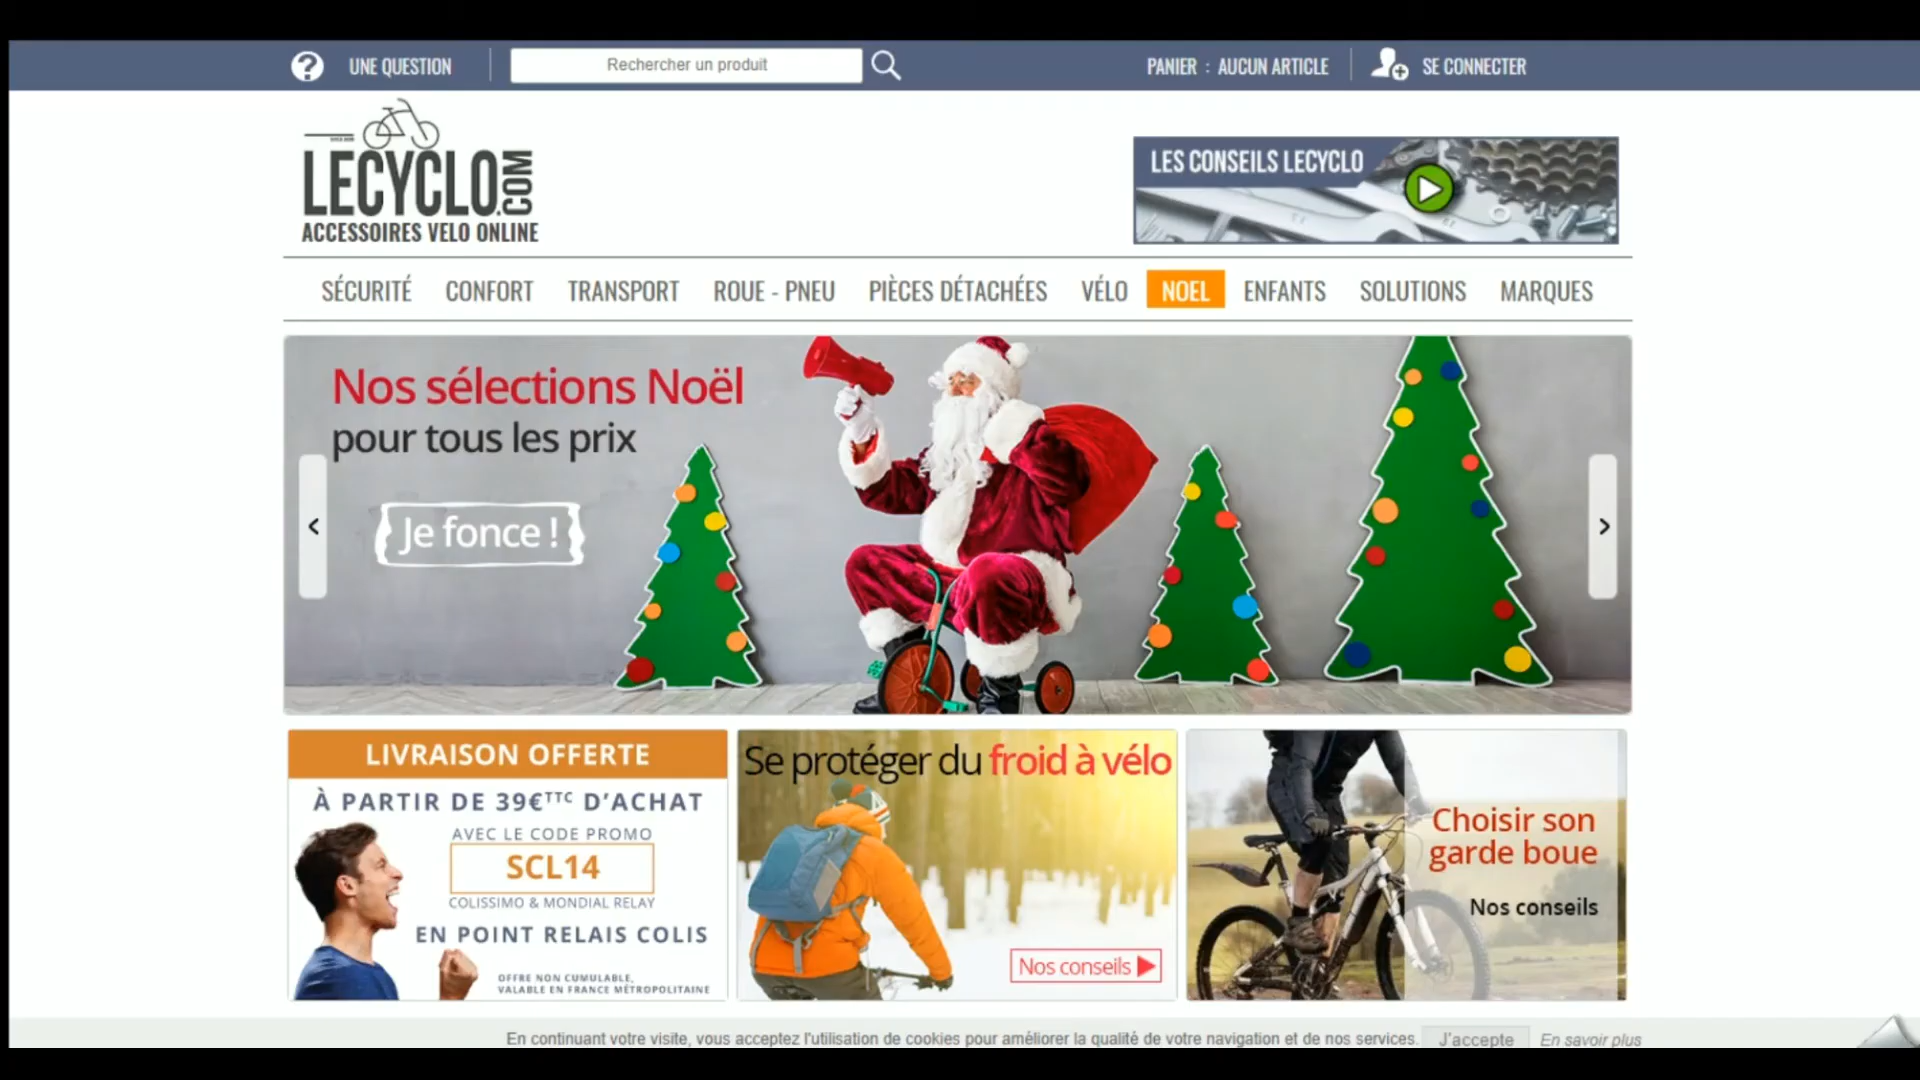 UNE QUESTION
Rechercher un produit
PANIER : AUCUN ARTICLE
SE CONNECTER
LECYCLO.COM
ACCESSOIRES VELO ONLINE
LES CONSEILS LECYCLO
SÉCURITÉ CONFORT TRANSPORT ROUE - PNEU PIÈCES DÉTACHÉES VÉLO NOEL ENFANTS SOLUTIONS MARQUES
Nos sélections Noël
pour tous les prix
Je fonce !
LIVRAISON OFFERTE
À PARTIR DE 39€TTC D'ACHAT
AVEC LE CODE PROMO
SCL14
COLISSIMO & MONDIAL RELAY
EN POINT RELAIS COLIS
OFFRE NON CUMULABLE,
VALABLE EN FRANCE MÉTROPOLITAINE
Se protéger du froid à vélo
Nos conseils
Choisir son
garde boue
Nos conseils
En continuant votre visite, vous acceptez l'utilisation de cookies pour améliorer la qualité de votre navigation et de nos services. J'accepte En savoir plus